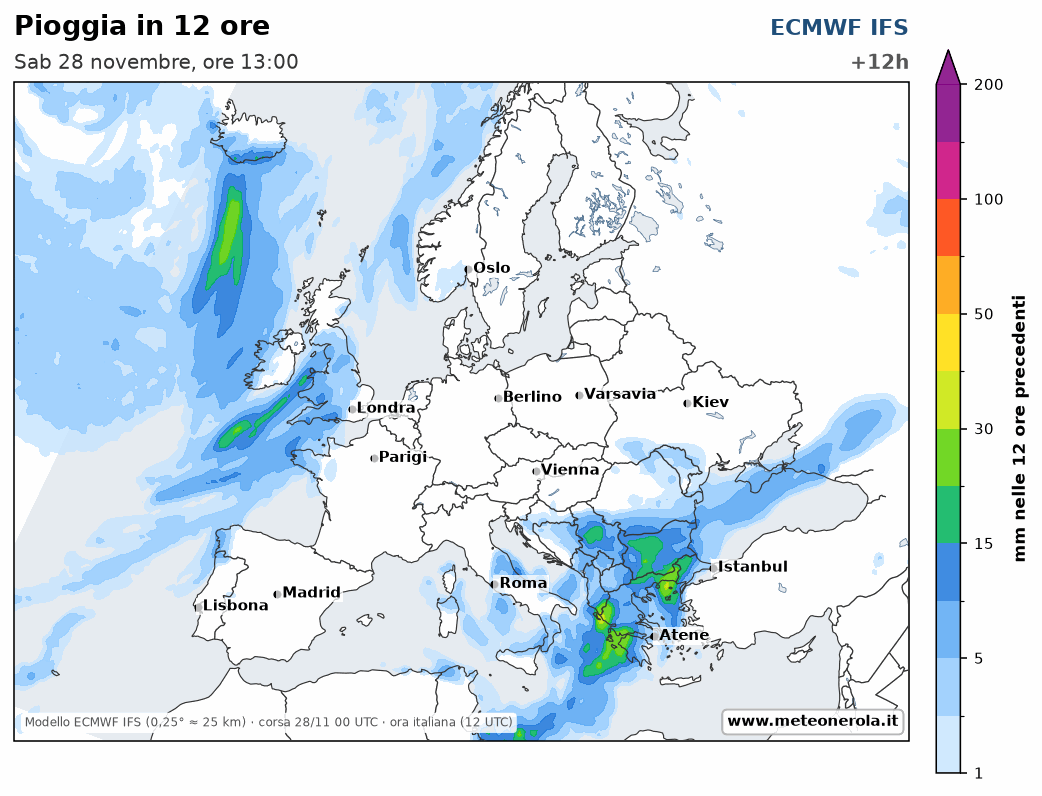 Pioggia in 12 ore
ECMWF IFS
Sab 28 novembre, ore 13:00
+12h
200
100
50
30
15
5
1
mm nelle 12 ore precedenti
Oslo
Berlino
Varsavia
Kiev
Londra
Parigi
Vienna
Istanbul
Roma
Madrid
Lisbona
Atene
Modello ECMWF IFS (0,25° ≈ 25 km) · corsa 28/11 00 UTC · ora italiana (12 UTC)
www.meteonerola.it